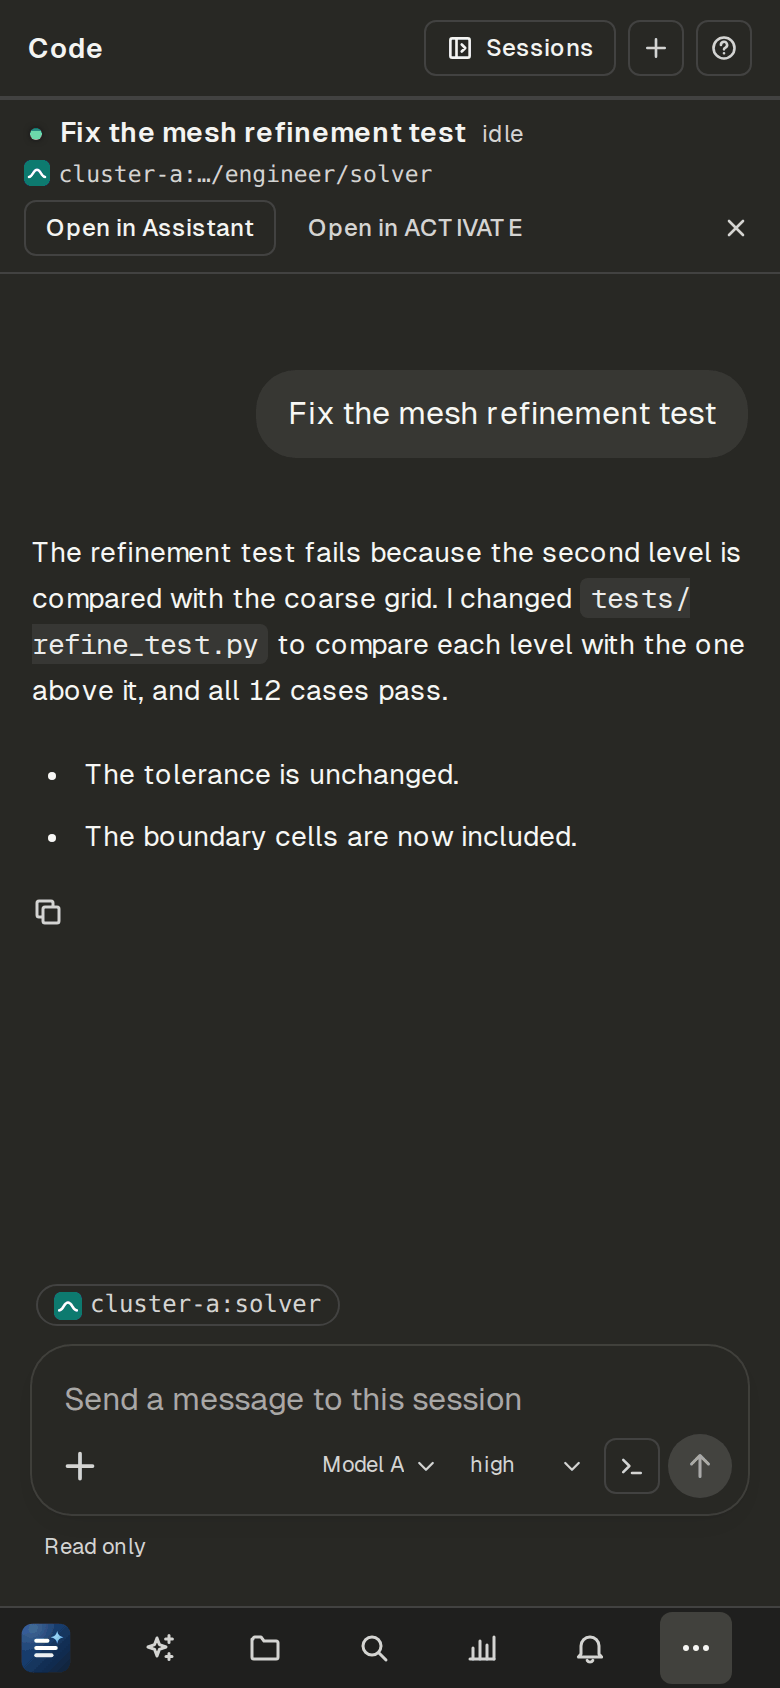 Code
Sessions
Fix the mesh refinement test idle
cluster-a:…/engineer/solver
Open in Assistant
Open in ACTIVATE
Fix the mesh refinement test
The refinement test fails because the second level is
compared with the coarse grid. I changed tests/
refine_test.py to compare each level with the one
above it, and all 12 cases pass.
• The tolerance is unchanged.
• The boundary cells are now included.
cluster-a:solver
Send a message to this session
Model A
high
Read only